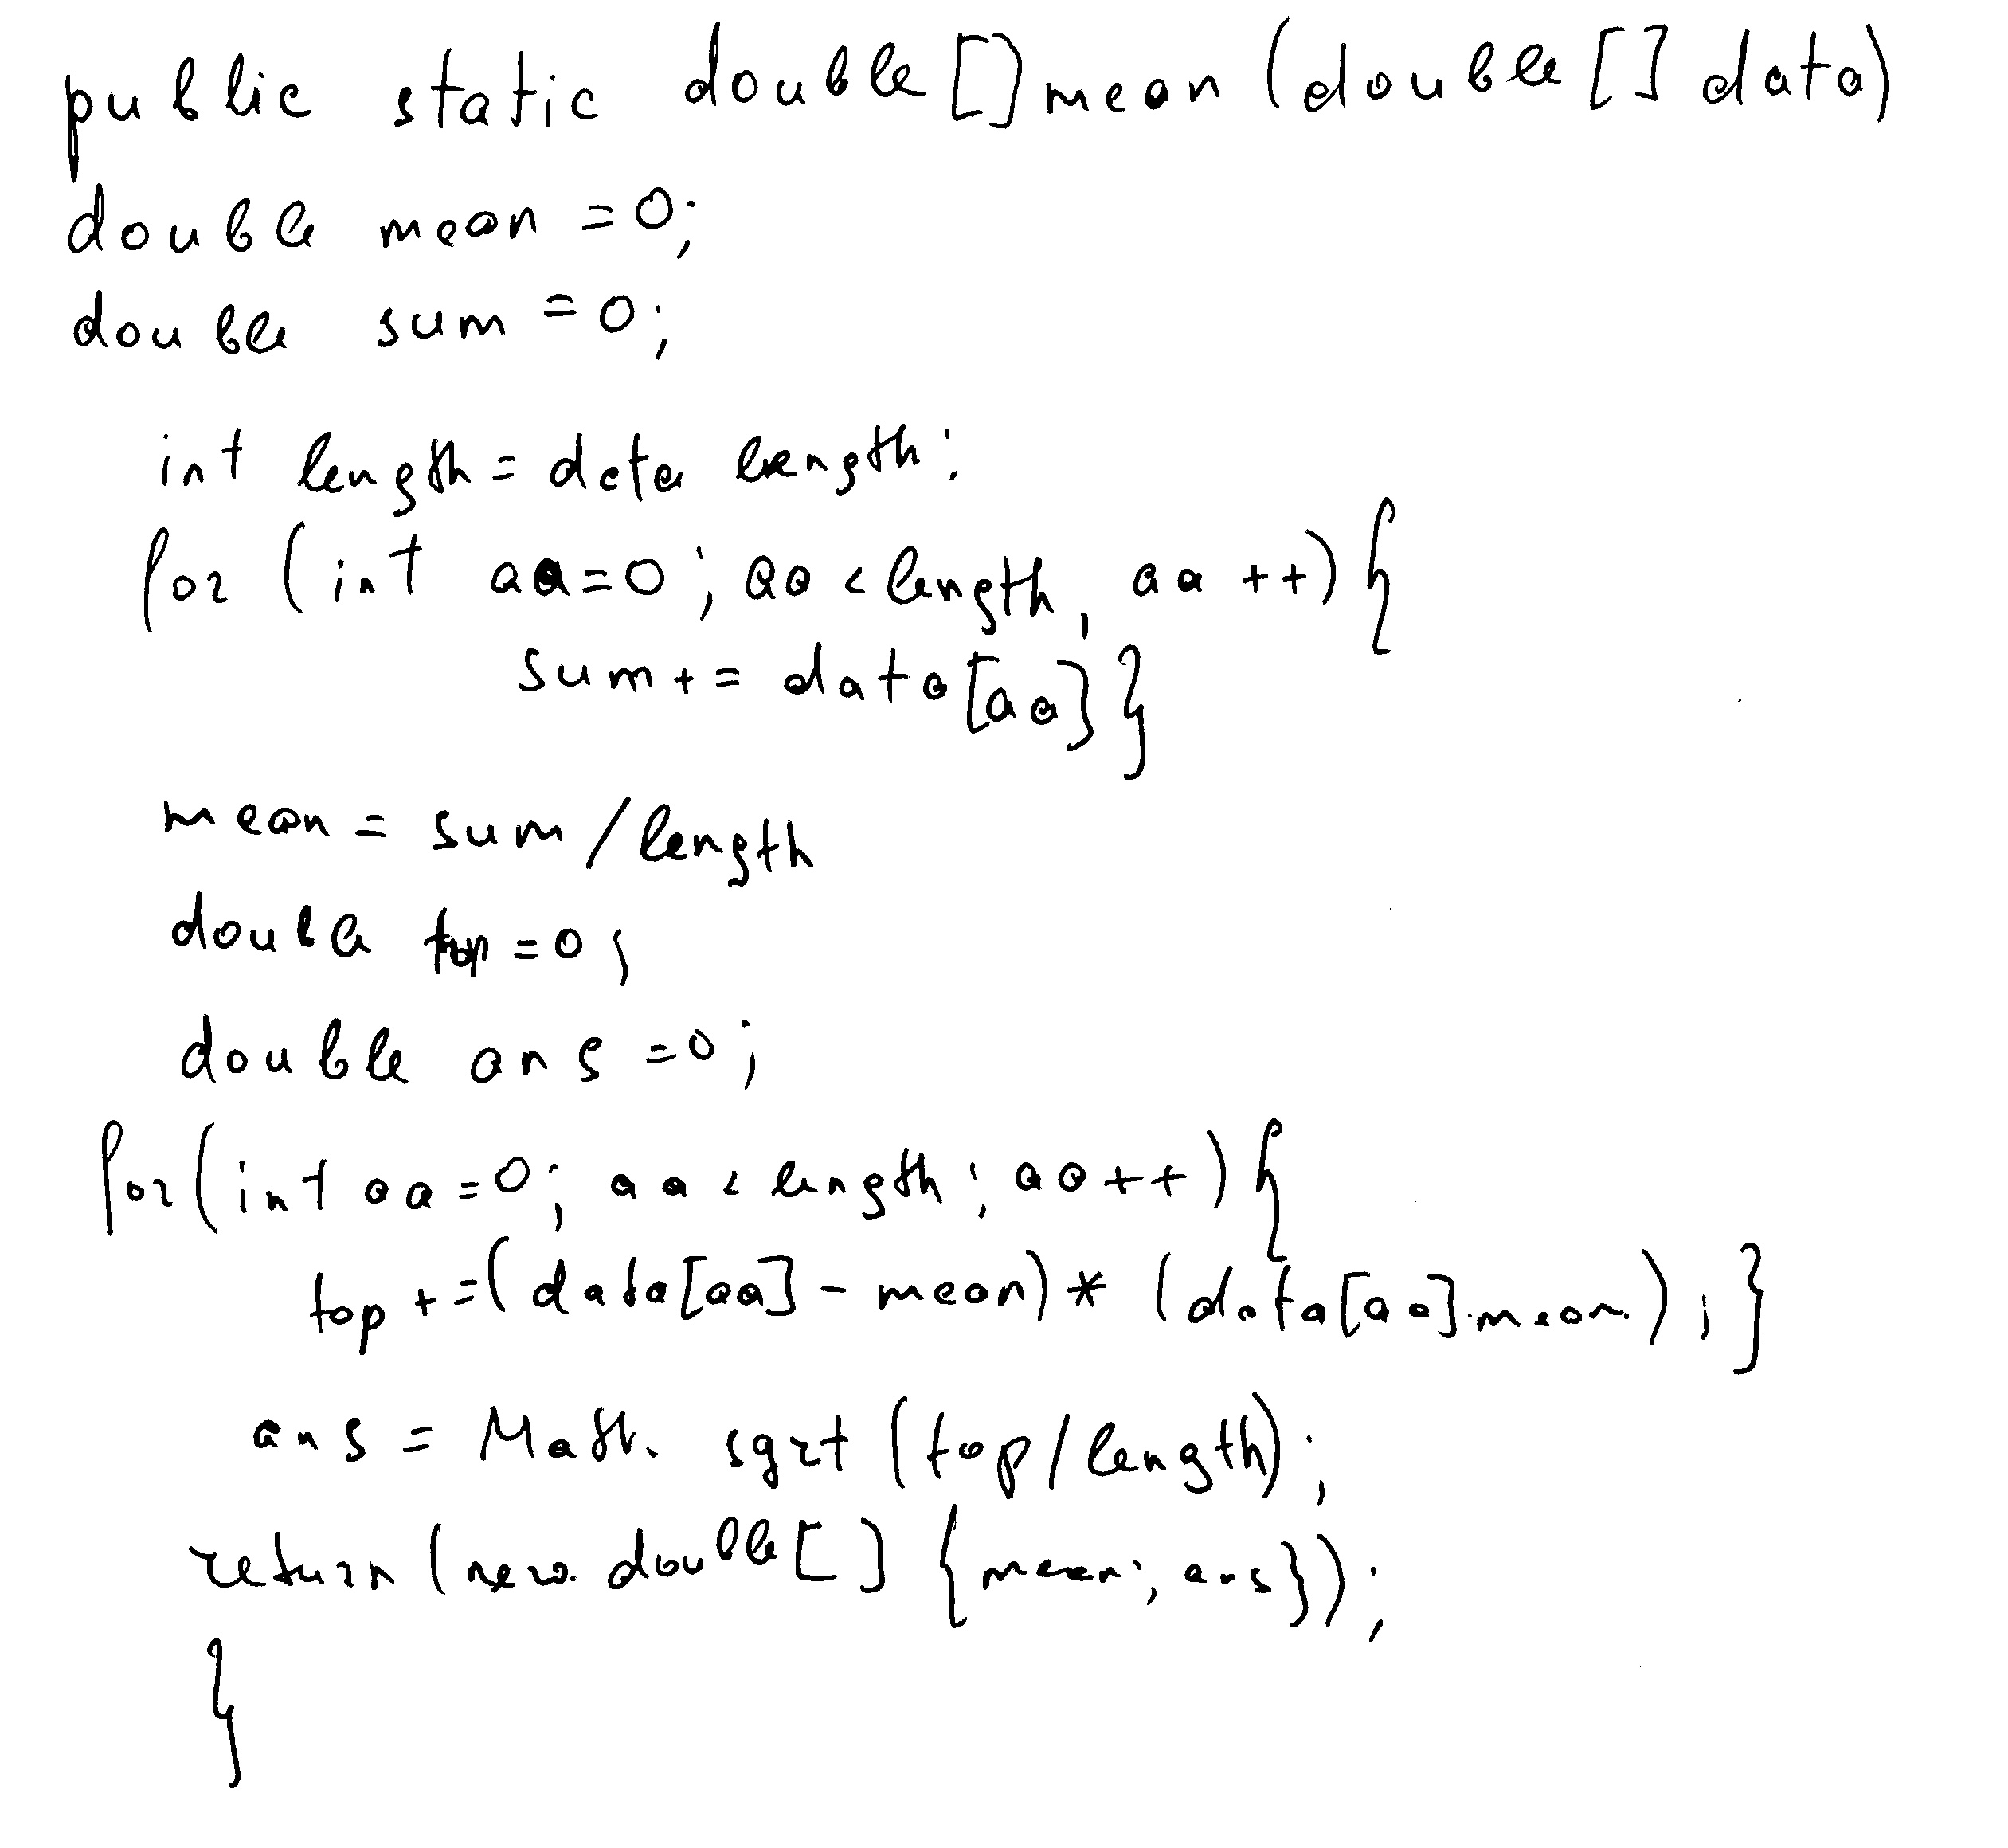 public static double[] mean (double[] data)
double mean = 0;
double sum = 0;
int length = data length;
for (int aa=0; aa < length, aa ++) {
sum += data[aa]}
mean = sum / length
double top = 0;
double ans = 0;
for (int aa = 0; aa < length; aa++) {
top += (data[aa] - mean) * (data[aa].mean);}
ans = Math. sqrt (top/length);
return (new double[] {mean;, ans});
}